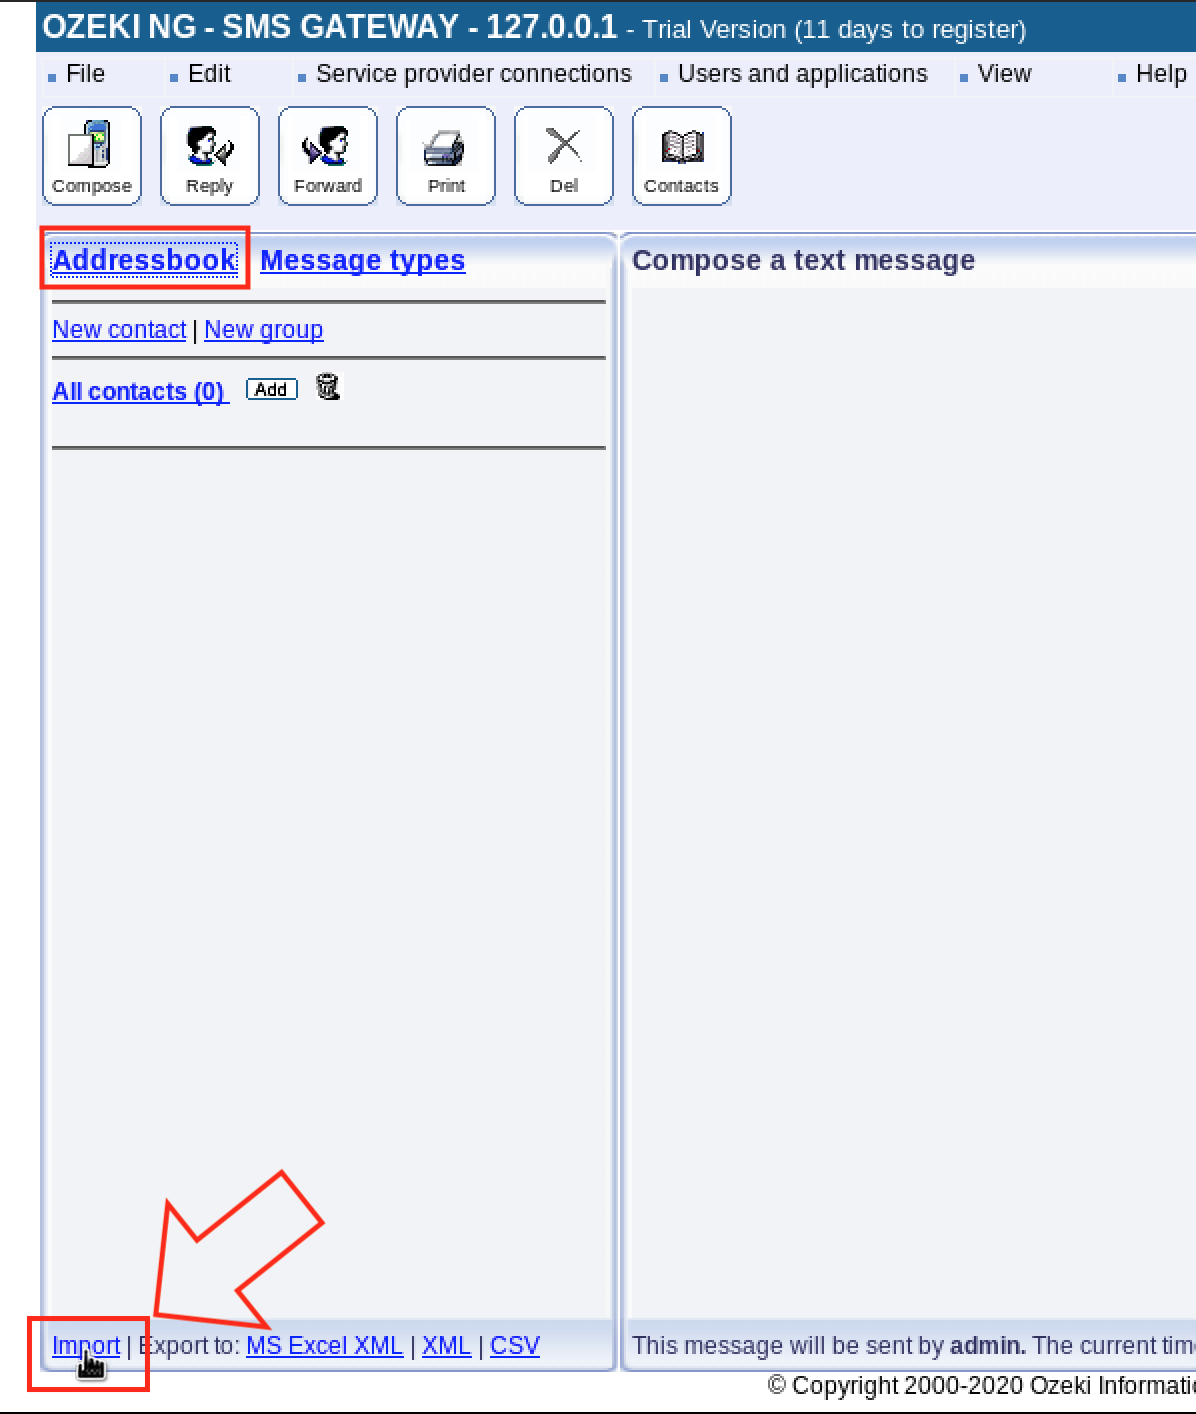 OZEKI NG - SMS GATEWAY - 127.0.0.1 - Trial Version (11 days to register)
File Edit Service provider connections Users and applications View Help
Compose Reply Forward Print Del Contacts
Addressbook Message types
Compose a text message
New contact | New group
All contacts (0) Add
Import | Export to: MS Excel XML | XML | CSV
This message will be sent by admin. The current
© Copyright 2000-2020 Ozeki